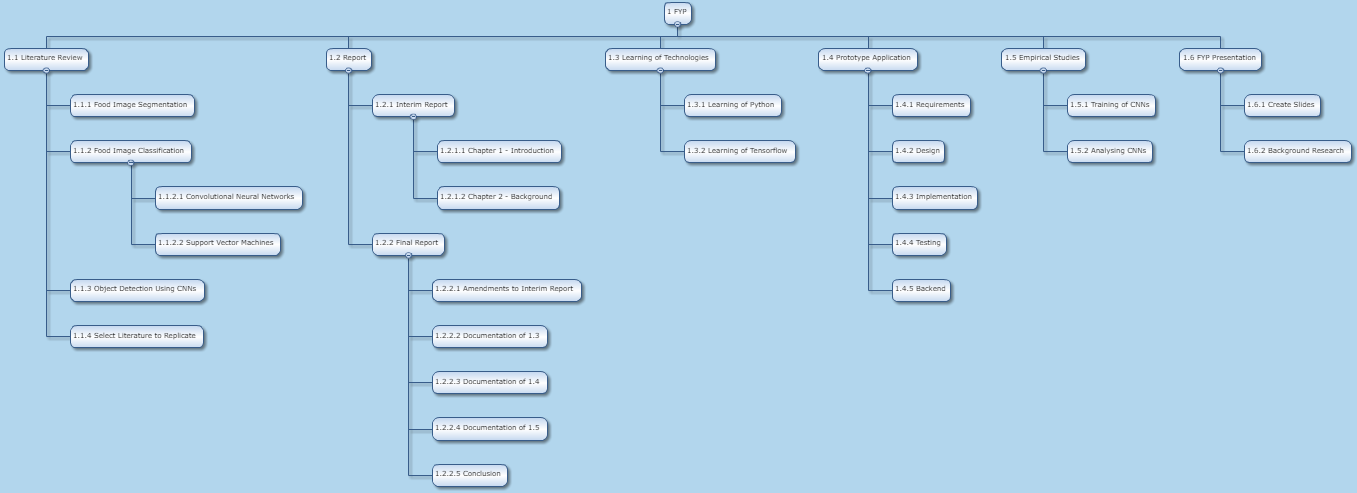 1 FYP
1.1 Literature Review
1.1.1 Food Image Segmentation
1.1.2 Food Image Classification
1.1.2.1 Convolutional Neural Networks
1.1.2.2 Support Vector Machines
1.1.3 Object Detection Using CNNs
1.1.4 Select Literature to Replicate
1.2 Report
1.2.1 Interim Report
1.2.1.1 Chapter 1 - Introduction
1.2.1.2 Chapter 2 - Background
1.2.2 Final Report
1.2.2.1 Amendments to Interim Report
1.2.2.2 Documentation of 1.3
1.2.2.3 Documentation of 1.4
1.2.2.4 Documentation of 1.5
1.2.2.5 Conclusion
1.3 Learning of Technologies
1.3.1 Learning of Python
1.3.2 Learning of Tensorflow
1.4 Prototype Application
1.4.1 Requirements
1.4.2 Design
1.4.3 Implementation
1.4.4 Testing
1.4.5 Backend
1.5 Empirical Studies
1.5.1 Training of CNNs
1.5.2 Analysing CNNs
1.6 FYP Presentation
1.6.1 Create Slides
1.6.2 Background Research